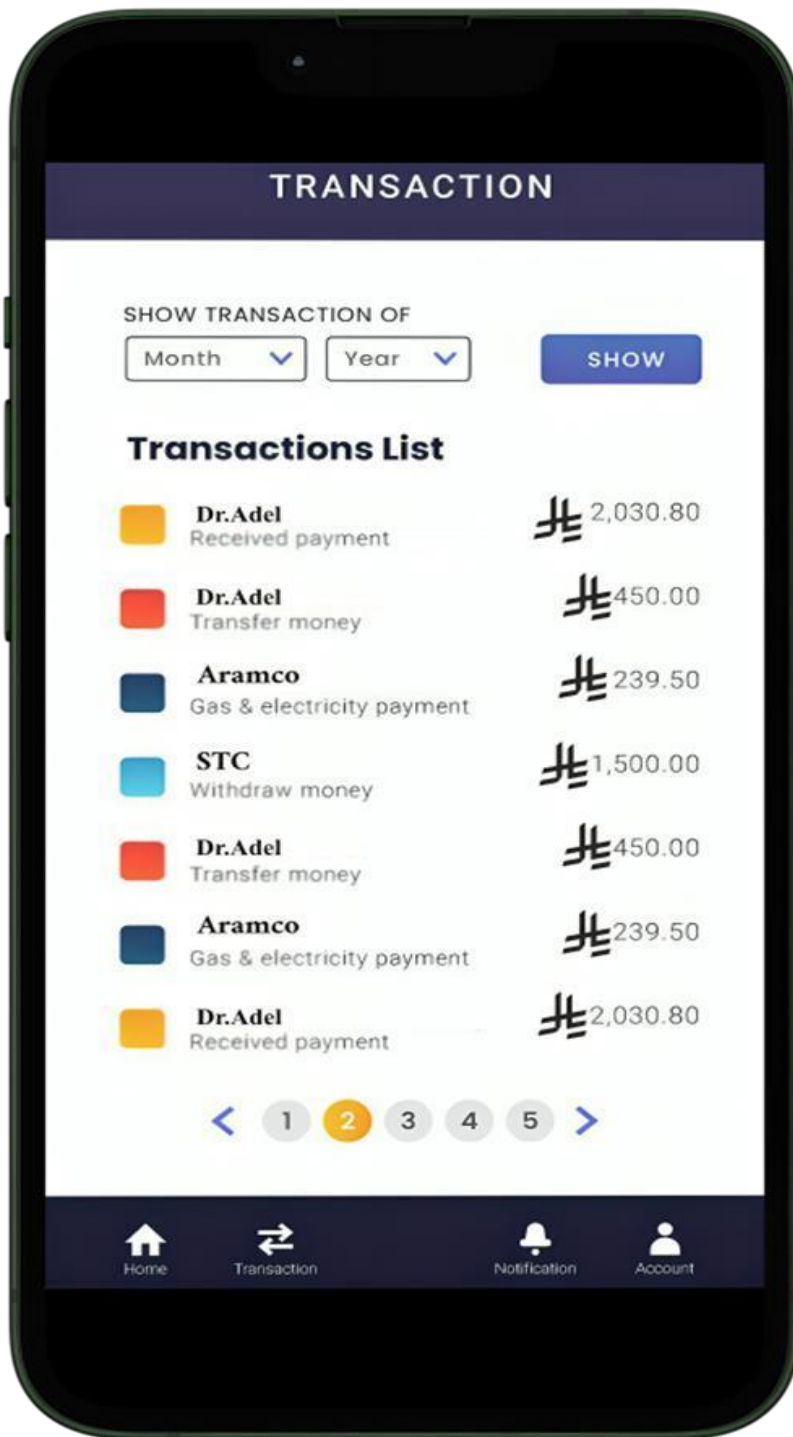 TRANSACTION
SHOW TRANSACTION OF
Month Year SHOW
Transactions List
Dr.Adel 2,030.80
Received payment
Dr.Adel 450.00
Transfer money
Aramco 239.50
Gas & electricity payment
STC 1,500.00
Withdraw money
Dr.Adel 450.00
Transfer money
Aramco 239.50
Gas & electricity payment
Dr.Adel 2,030.80
Received payment
1 2 3 4 5
Home Transaction Notification Account